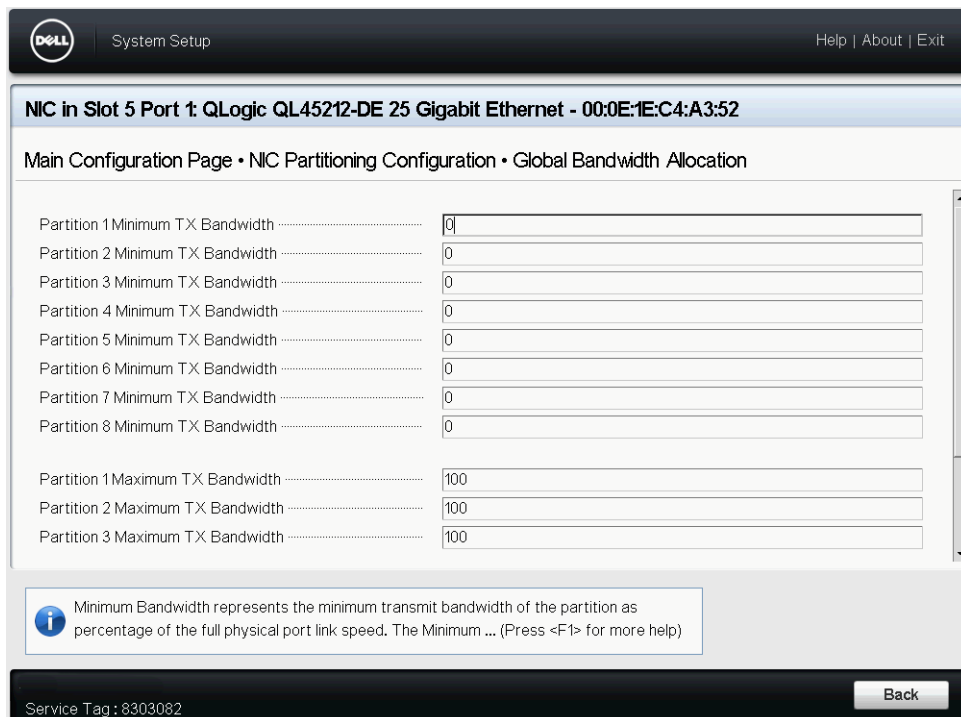 DELL
System Setup
Help | About | Exit
NIC in Slot 5 Port 1: QLogic QL45212-DE 25 Gigabit Ethernet - 00:0E:1E:C4:A3:52
Main Configuration Page • NIC Partitioning Configuration • Global Bandwidth Allocation
Partition 1 Minimum TX Bandwidth 0
Partition 2 Minimum TX Bandwidth 0
Partition 3 Minimum TX Bandwidth 0
Partition 4 Minimum TX Bandwidth 0
Partition 5 Minimum TX Bandwidth 0
Partition 6 Minimum TX Bandwidth 0
Partition 7 Minimum TX Bandwidth 0
Partition 8 Minimum TX Bandwidth 0
Partition 1 Maximum TX Bandwidth 100
Partition 2 Maximum TX Bandwidth 100
Partition 3 Maximum TX Bandwidth 100
Minimum Bandwidth represents the minimum transmit bandwidth of the partition as
percentage of the full physical port link speed. The Minimum ... (Press <F1> for more help)
Back
Service Tag : 8303082